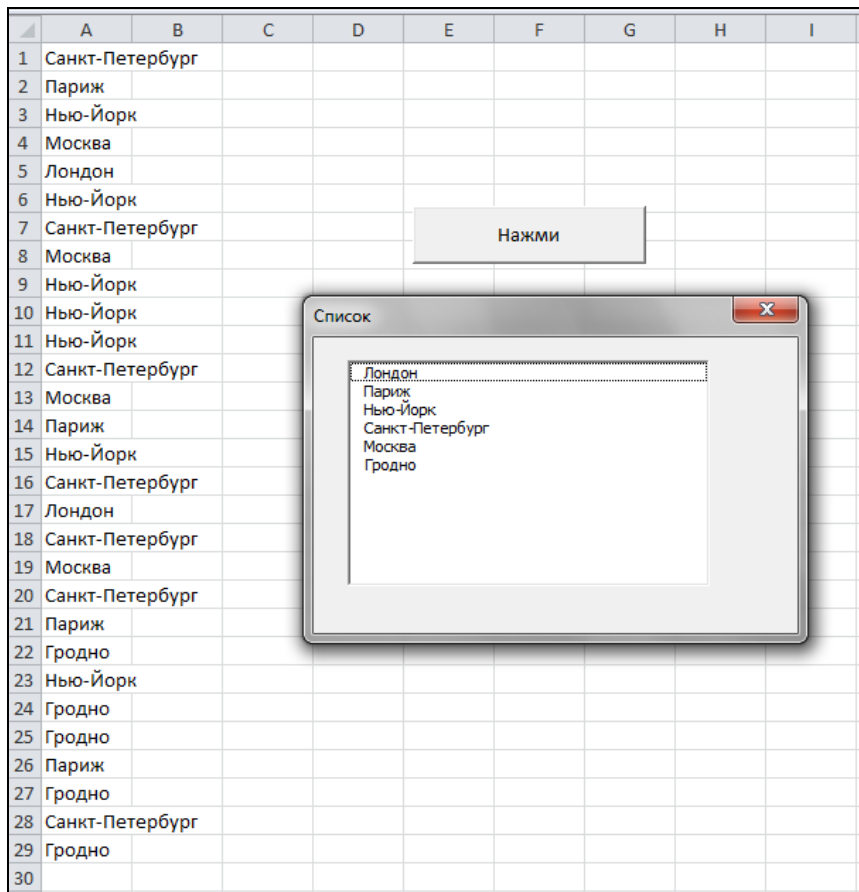 A B C D E F G H I
1 Санкт-Петербург
2 Париж
3 Нью-Йорк
4 Москва
5 Лондон
6 Нью-Йорк
7 Санкт-Петербург
Нажми
8 Москва
9 Нью-Йорк
10 Нью-Йорк
Список
11 Нью-Йорк
12 Санкт-Петербург
13 Москва
14 Париж
15 Нью-Йорк
16 Санкт-Петербург
17 Лондон
18 Санкт-Петербург
19 Москва
20 Санкт-Петербург
21 Париж
22 Гродно
23 Нью-Йорк
24 Гродно
25 Гродно
26 Париж
27 Гродно
28 Санкт-Петербург
29 Гродно
30
Лондон
Париж
Нью-Йорк
Санкт-Петербург
Москва
Гродно